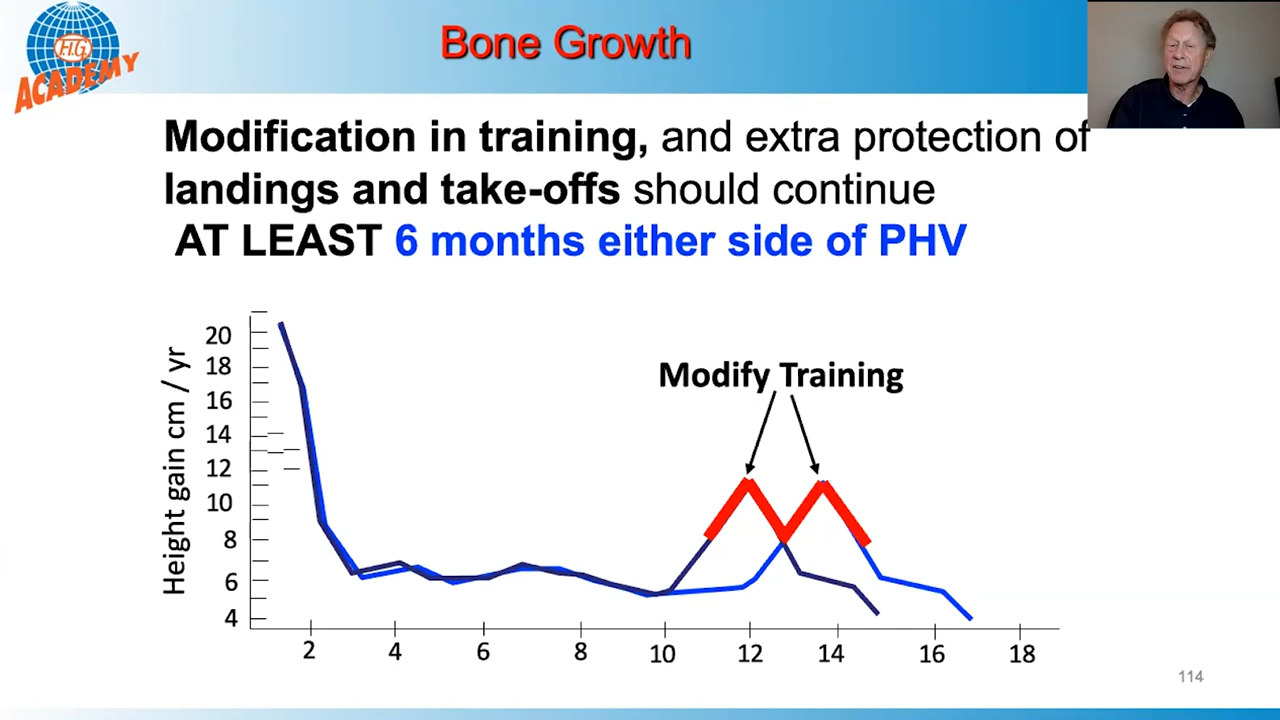 F.I.G.
ACADEMY
Bone Growth
Modification in training, and extra protection of
landings and take-offs should continue
AT LEAST 6 months either side of PHV
Modify Training
Height gain cm / yr
20
18
16
14
12
10
8
6
4
2 4 6 8 10 12 14 16 18
114